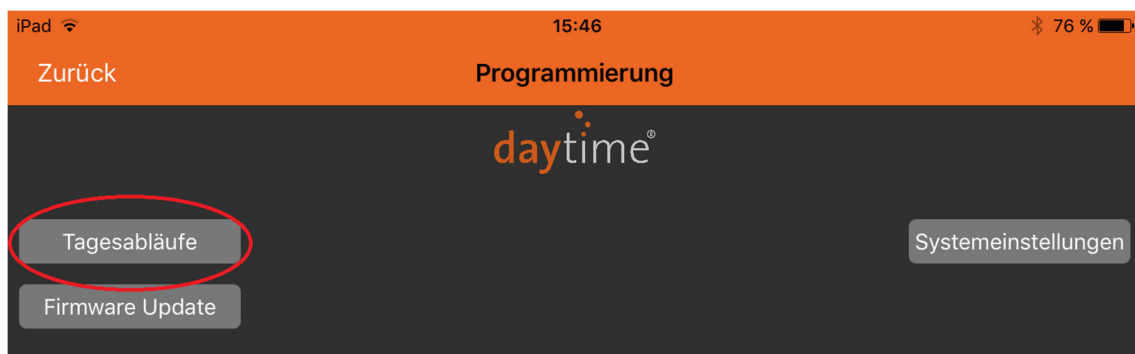 iPad 15:46 76 %
Zurück Programmierung
daytime®
Tagesabläufe Systemeinstellungen
Firmware Update